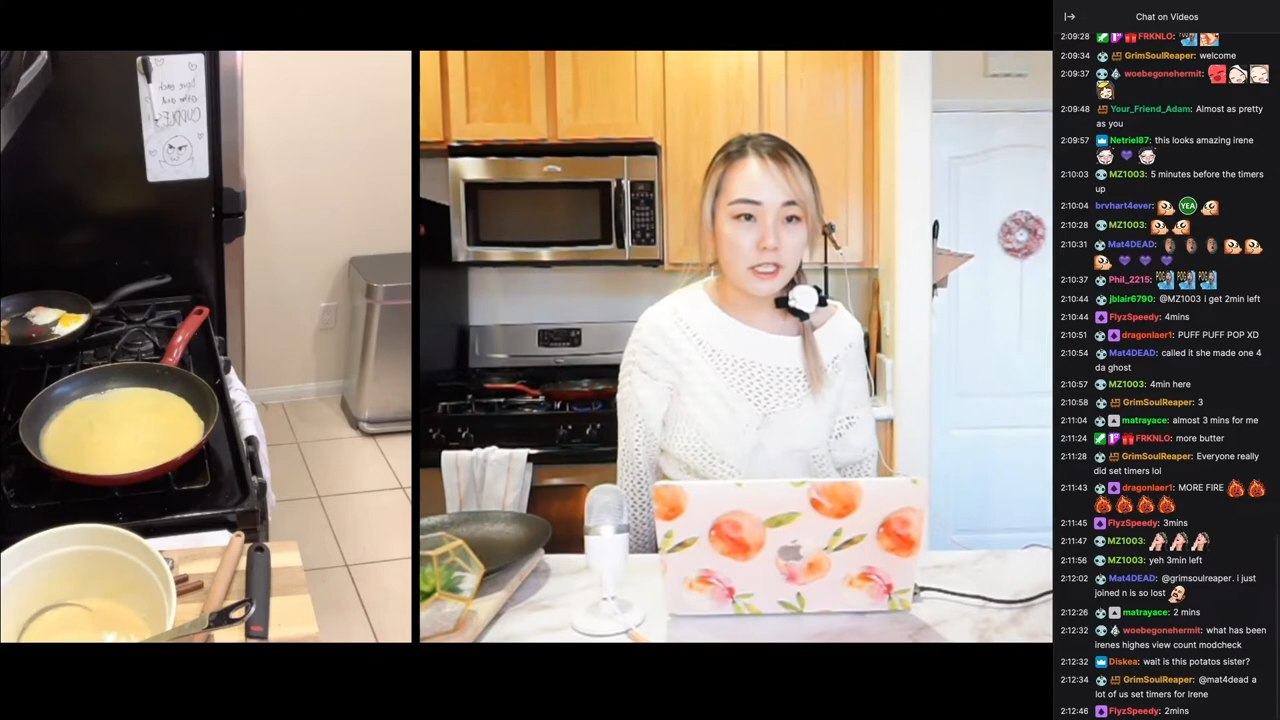 love each
other and
CUDDLES
Chat on Videos
2:09:28 FRKNLO:
2:09:34 GrimSoulReaper: welcome
2:09:37 woebegonehermit:
2:09:48 Your_Friend_Adam: Almost as pretty
as you
2:09:57 Netriel87: this looks amazing irene
2:10:03 MZ1003: 5 minutes before the timers
up
2:10:04 brvhart4ever: YEA
2:10:28 MZ1003:
2:10:31 Mat4DEAD:
2:10:37 Phil_2215: POG POG POG
2:10:44 jblair6790: @MZ1003 i get 2min left
2:10:44 FlyzSpeedy: 4mins
2:10:51 dragonlaer1: PUFF PUFF POP XD
2:10:54 Mat4DEAD: called it she made one 4
da ghost
2:10:57 MZ1003: 4min here
2:10:58 GrimSoulReaper: 3
2:11:04 matrayace: almost 3 mins for me
2:11:24 FRKNLO: more butter
2:11:28 GrimSoulReaper: Everyone really
did set timers lol
2:11:43 dragonlaer1: MORE FIRE
2:11:45 FlyzSpeedy: 3mins
2:11:47 MZ1003:
2:11:56 MZ1003: yeh 3min left
2:12:02 Mat4DEAD: @grimsoulreaper. i just
joined n is so lost
2:12:26 matrayace: 2 mins
2:12:32 woebegonehermit: what has been
irenes highes view count modcheck
2:12:32 Diskea: wait is this potatos sister?
2:12:34 GrimSoulReaper: @mat4dead a
lot of us set timers for Irene
2:12:46 FlyzSpeedy: 2mins